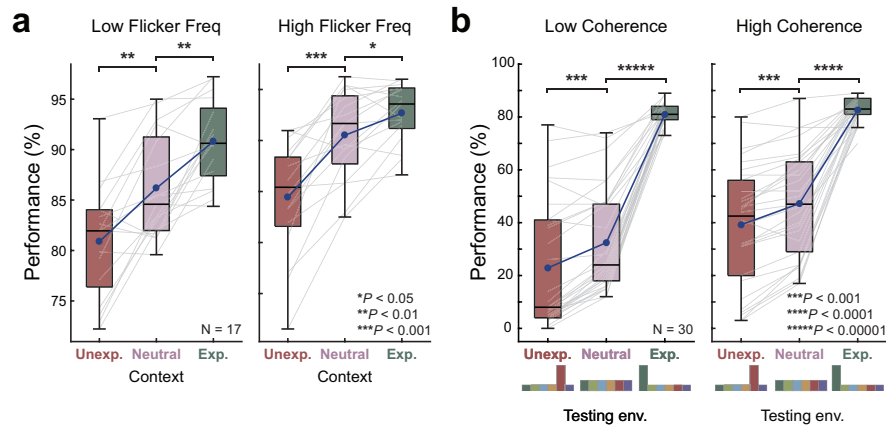 a
Low Flicker Freq
High Flicker Freq
Performance (%)
95
90
85
80
75
**
**
***
*
N = 17
*P < 0.05
**P < 0.01
***P < 0.001
Unexp.
Neutral
Exp.
Unexp.
Neutral
Exp.
Context
Context
b
Low Coherence
High Coherence
Performance (%)
100
80
60
40
20
0
***
*****
***
****
N = 30
***P < 0.001
****P < 0.0001
*****P < 0.00001
Unexp.
Neutral
Exp.
Unexp.
Neutral
Exp.
Testing env.
Testing env.